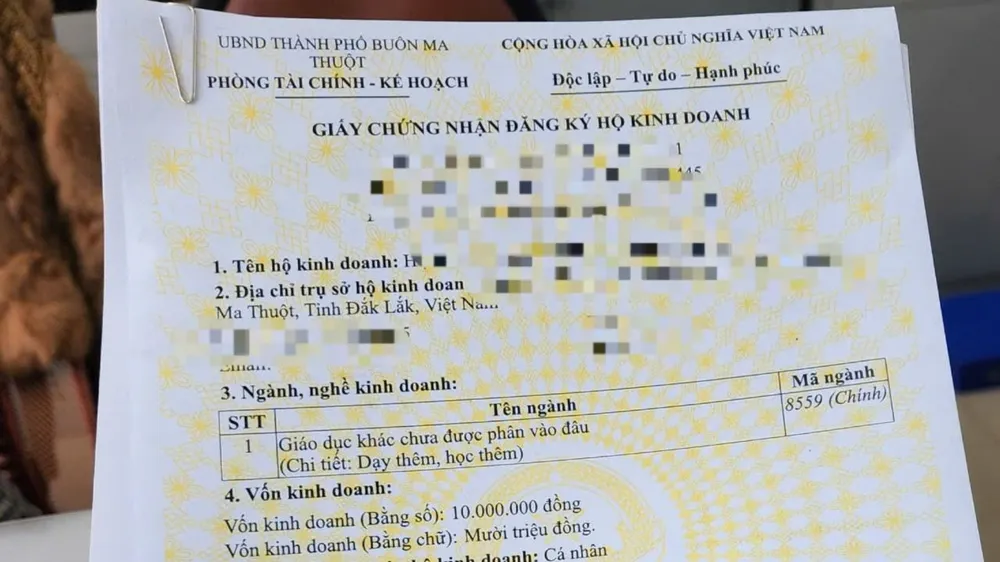 UBND THÀNH PHỐ BUÔN MA
THUỘT
PHÒNG TÀI CHÍNH - KẾ HOẠCH
CỘNG HÒA XÃ HỘI CHỦ NGHĨA VIỆT NAM
Độc lập – Tự do – Hạnh phúc
GIẤY CHỨNG NHẬN ĐĂNG KÝ HỘ KINH DOANH
1. Tên hộ kinh doanh:
2. Địa chỉ trụ sở hộ kinh doan
Ma Thuột, Tỉnh Đắk Lắk, Việt
3. Ngành, nghề kinh doanh:
STT Tên ngành Mã ngành
1 Giáo dục khác chưa được phân vào đâu 8559 (Chính)
(Chi tiết: Dạy thêm, học thêm)
4. Vốn kinh doanh:
Vốn kinh doanh (Bằng số): 10.000.000 đồng
Vốn kinh doanh (Bằng chữ): Mười triệu đồng.
kinh doanh: Cá nhân